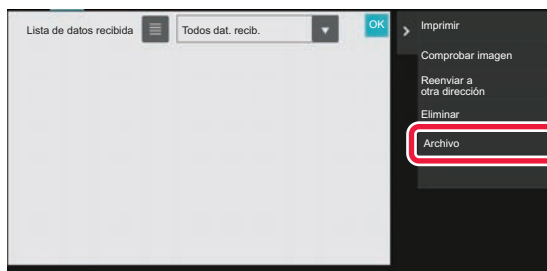 Lista de datos recibida
Todos dat. recib.
OK
Imprimir
Comprobar imagen
Reenviar a
otra dirección
Eliminar
Archivo